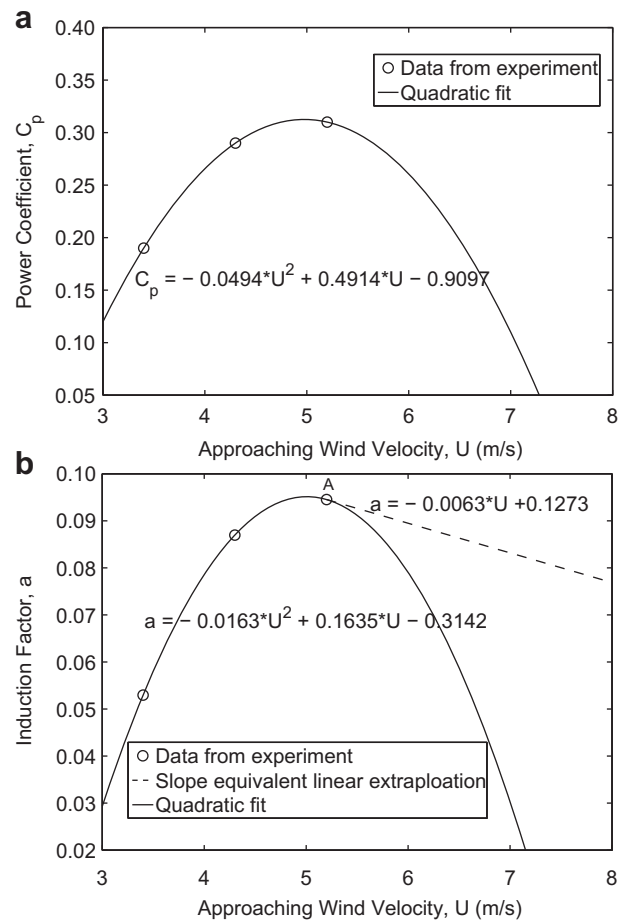 a
0.40
0.35
0.30
0.25
0.20
0.15
0.10
0.05
Power Coefficient, C_p
Data from experiment
Quadratic fit
C_p = − 0.0494*U² + 0.4914*U − 0.9097
3 4 5 6 7 8
Approaching Wind Velocity, U (m/s)
b
0.10
0.09
0.08
0.07
0.06
0.05
0.04
0.03
0.02
Induction Factor, a
A
a = − 0.0063*U +0.1273
a = − 0.0163*U² + 0.1635*U − 0.3142
Data from experiment
Slope equivalent linear extraploation
Quadratic fit
3 4 5 6 7 8
Approaching Wind Velocity, U (m/s)